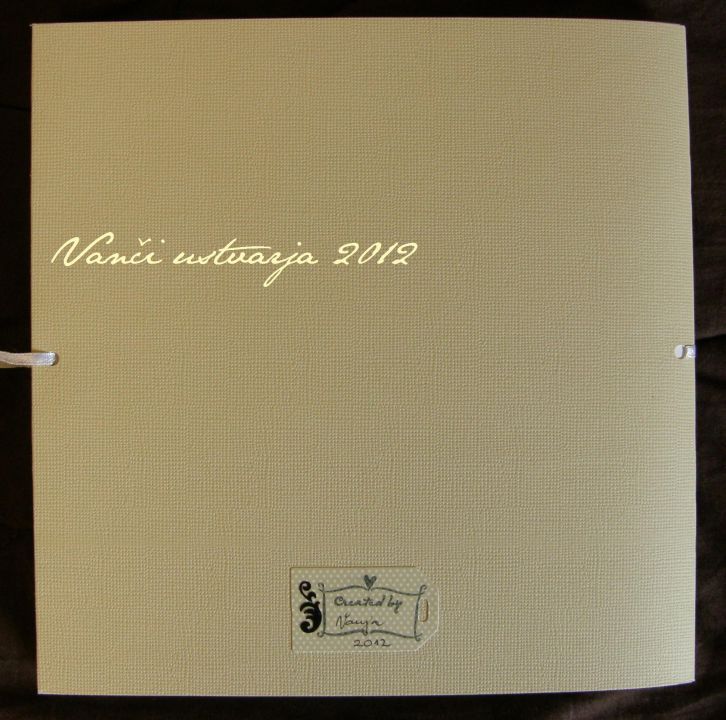 Vanči ustvarja 2012
Created by
Vanja
2012